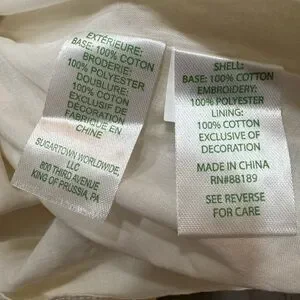 EXTÉRIEURE:
BASE: 100% COTON
BRODERIE:
100% POLYESTER
DOUBLURE:
100% COTON
EXCLUSIF DE
DÉCORATION
FABRIQUÉ EN
CHINE
SUGARTOWN WORLDWIDE,
LLC
800 THIRD AVENUE
KING OF PRUSSIA, PA
SHELL:
BASE: 100% COTTON
EMBROIDERY:
100% POLYESTER
LINING:
100% COTTON
EXCLUSIVE OF
DECORATION
MADE IN CHINA
RN#88189
SEE REVERSE
FOR CARE